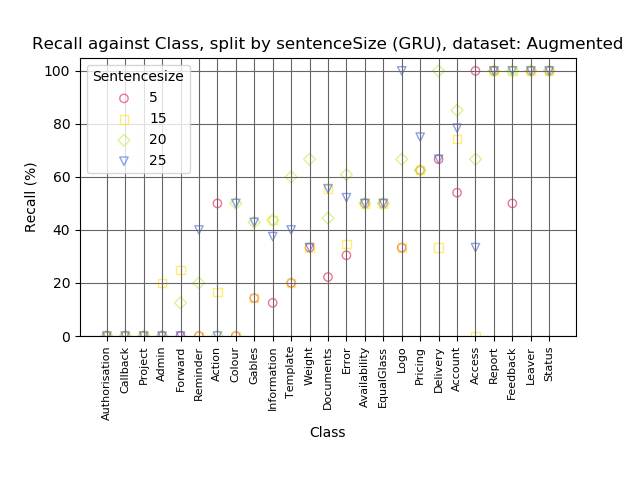 Recall against Class, split by sentenceSize (GRU), dataset: Augmented
Sentencesize
5
15
20
25
100
80
60
40
20
0
Recall (%)
Authorisation
Callback
Project
Admin
Forward
Reminder
Action
Colour
Gables
Information
Template
Weight
Documents
Error
Availability
EqualGlass
Logo
Pricing
Delivery
Account
Access
Report
Feedback
Leaver
Status
Class